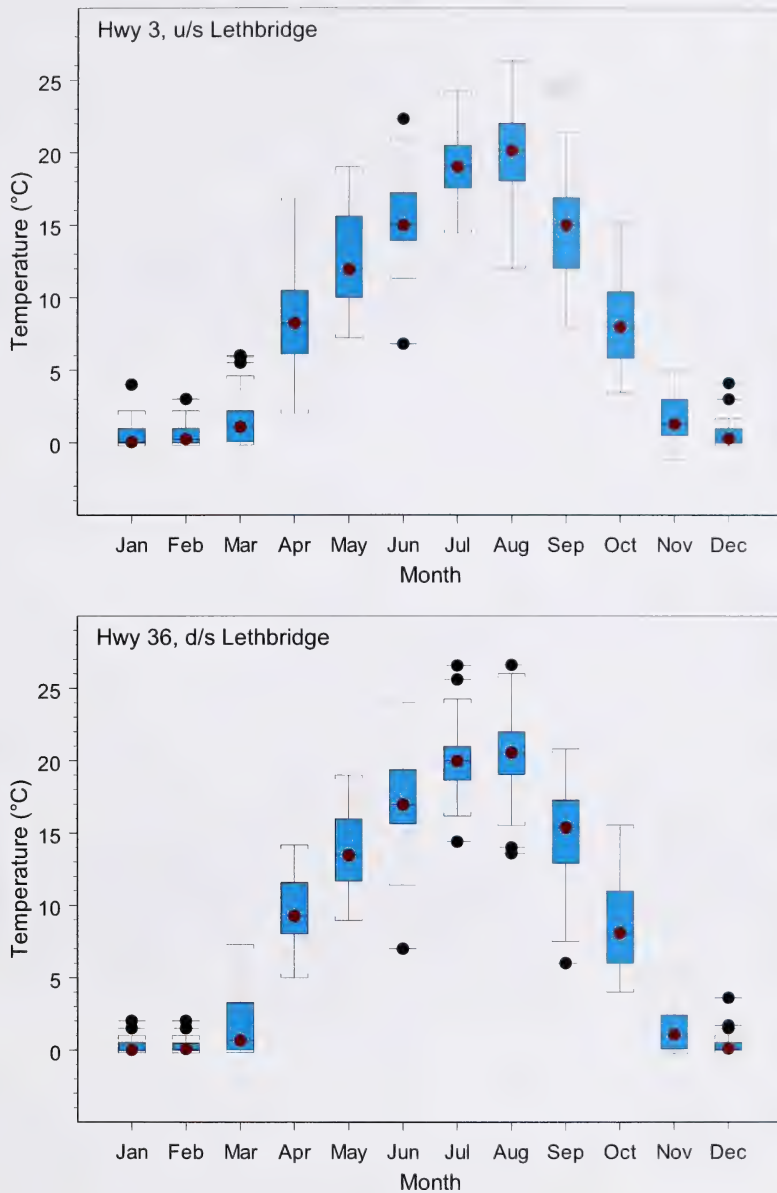 Hwy 3, u/s Lethbridge
25
20
15
10
5
0
Temperature (°C)
Jan Feb Mar Apr May Jun Jul Aug Sep Oct Nov Dec
Month
Hwy 36, d/s Lethbridge
25
20
15
10
5
0
Temperature (°C)
Jan Feb Mar Apr May Jun Jul Aug Sep Oct Nov Dec
Month